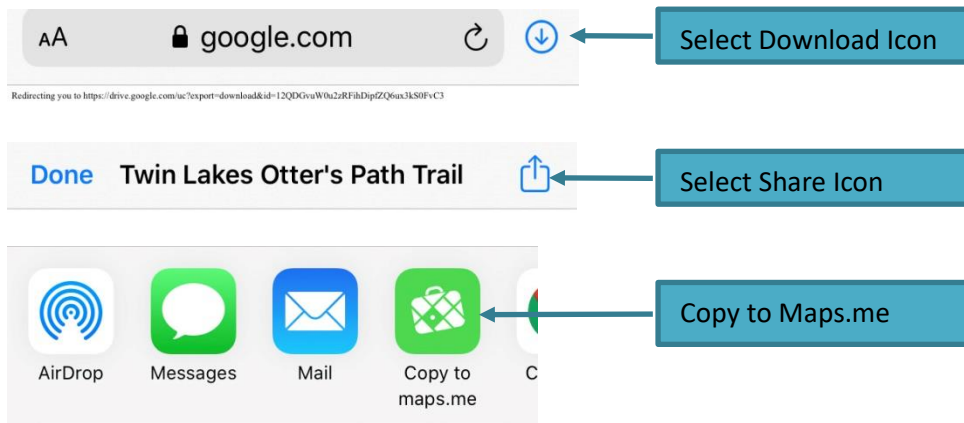 AA google.com
Select Download Icon
Redirecting you to https://drive.google.com/uc?export=download&id=12QDGvuW0u2zRFihDipfZQ6ux3kS0FvC3
Done Twin Lakes Otter's Path Trail
Select Share Icon
Copy to Maps.me
AirDrop Messages Mail Copy to C
maps.me